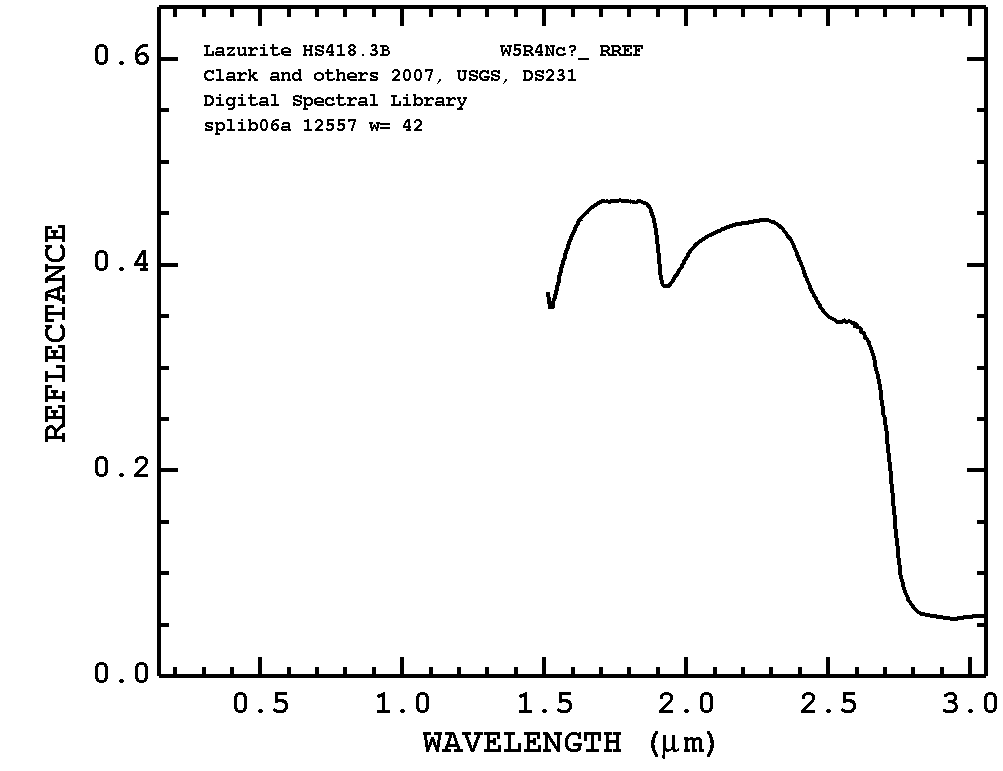 Lazurite HS418.3B W5R4Nc?_ RREF
Clark and others 2007, USGS, DS231
Digital Spectral Library
splib06a 12557 w= 42
0.6
0.4
0.2
0.0
REFLECTANCE
0.5 1.0 1.5 2.0 2.5 3.0
WAVELENGTH (μm)